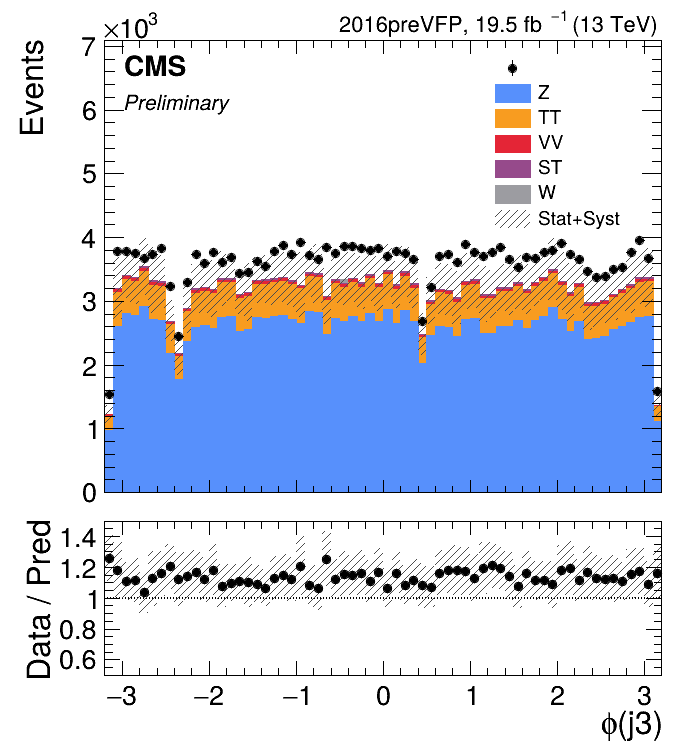 ×10³
2016preVFP, 19.5 fb ⁻¹ (13 TeV)
Events
CMS
Preliminary
Z
TT
VV
ST
W
Stat+Syst
7
6
5
4
3
2
1
0
Data / Pred
1.4
1.2
1
0.8
0.6
−3 −2 −1 0 1 2 3
ϕ(j3)